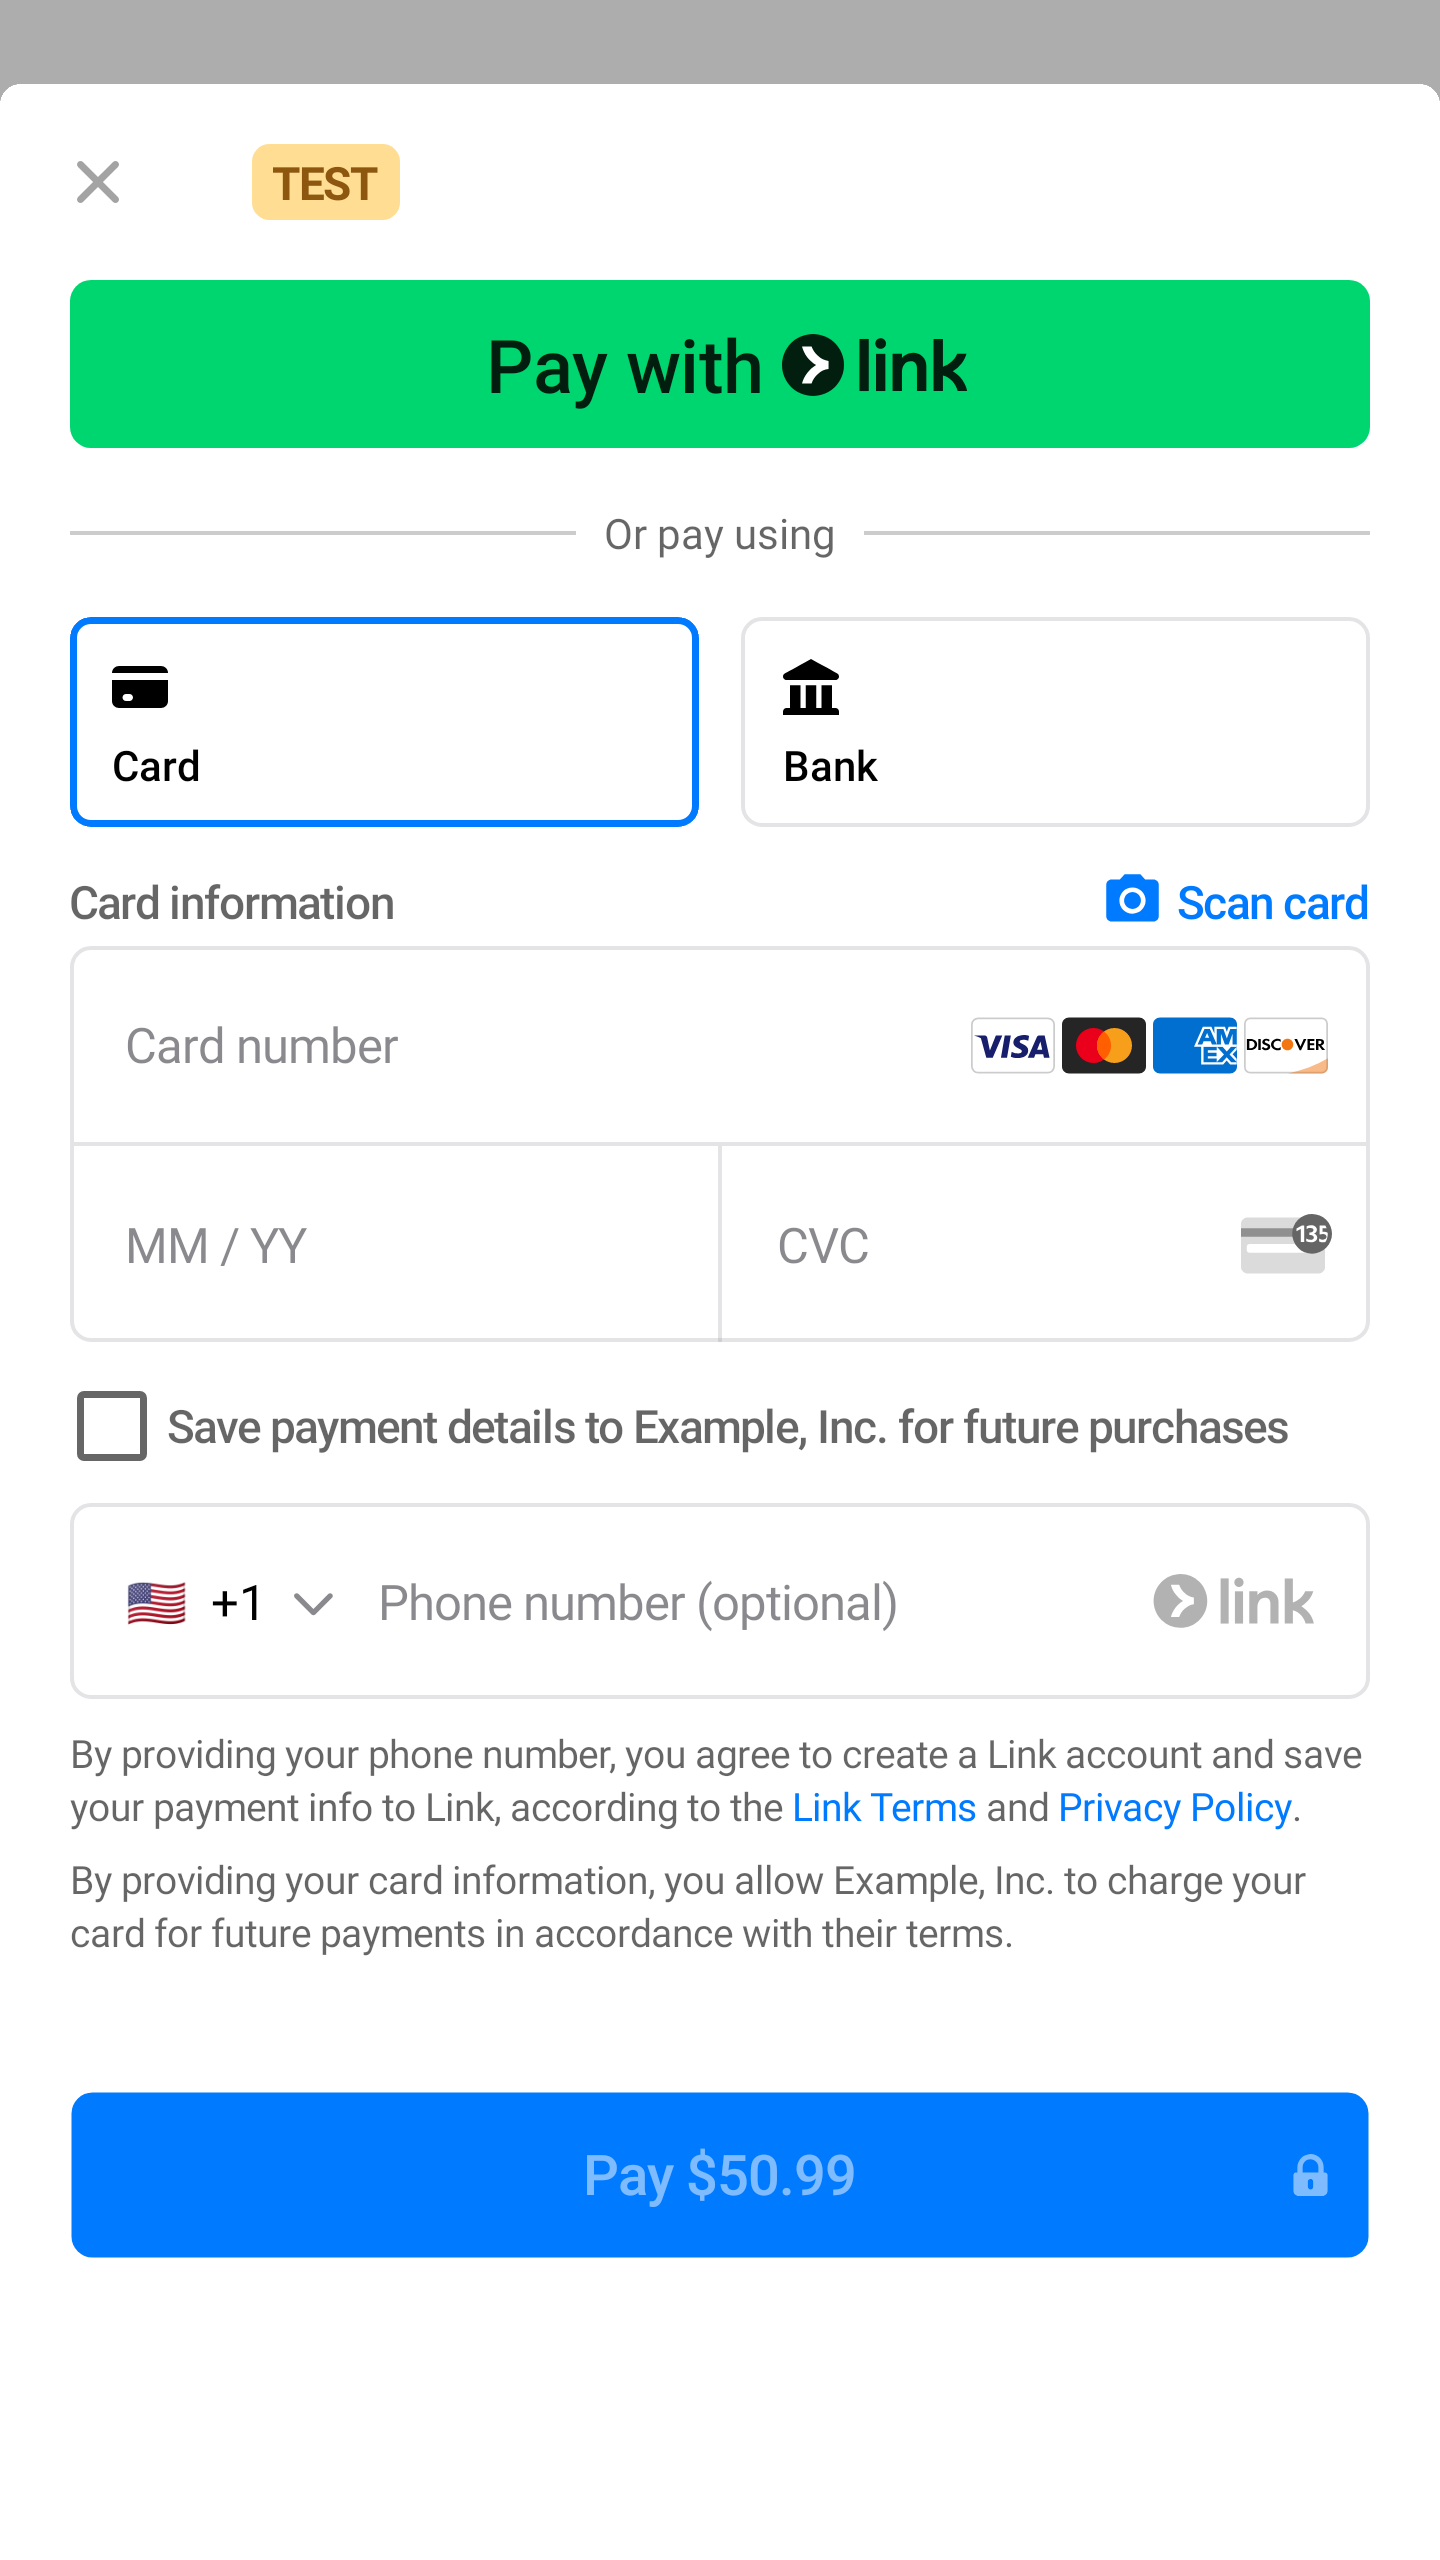 TEST
Pay with link
Or pay using
Card
Bank
Card information
Scan card
Card number
VISA
AM
EX
DISCOVER
MM / YY
CVC
135
Save payment details to Example, Inc. for future purchases
+1
Phone number (optional)
link
By providing your phone number, you agree to create a Link account and save
your payment info to Link, according to the Link Terms and Privacy Policy.
By providing your card information, you allow Example, Inc. to charge your
card for future payments in accordance with their terms.
Pay $50.99